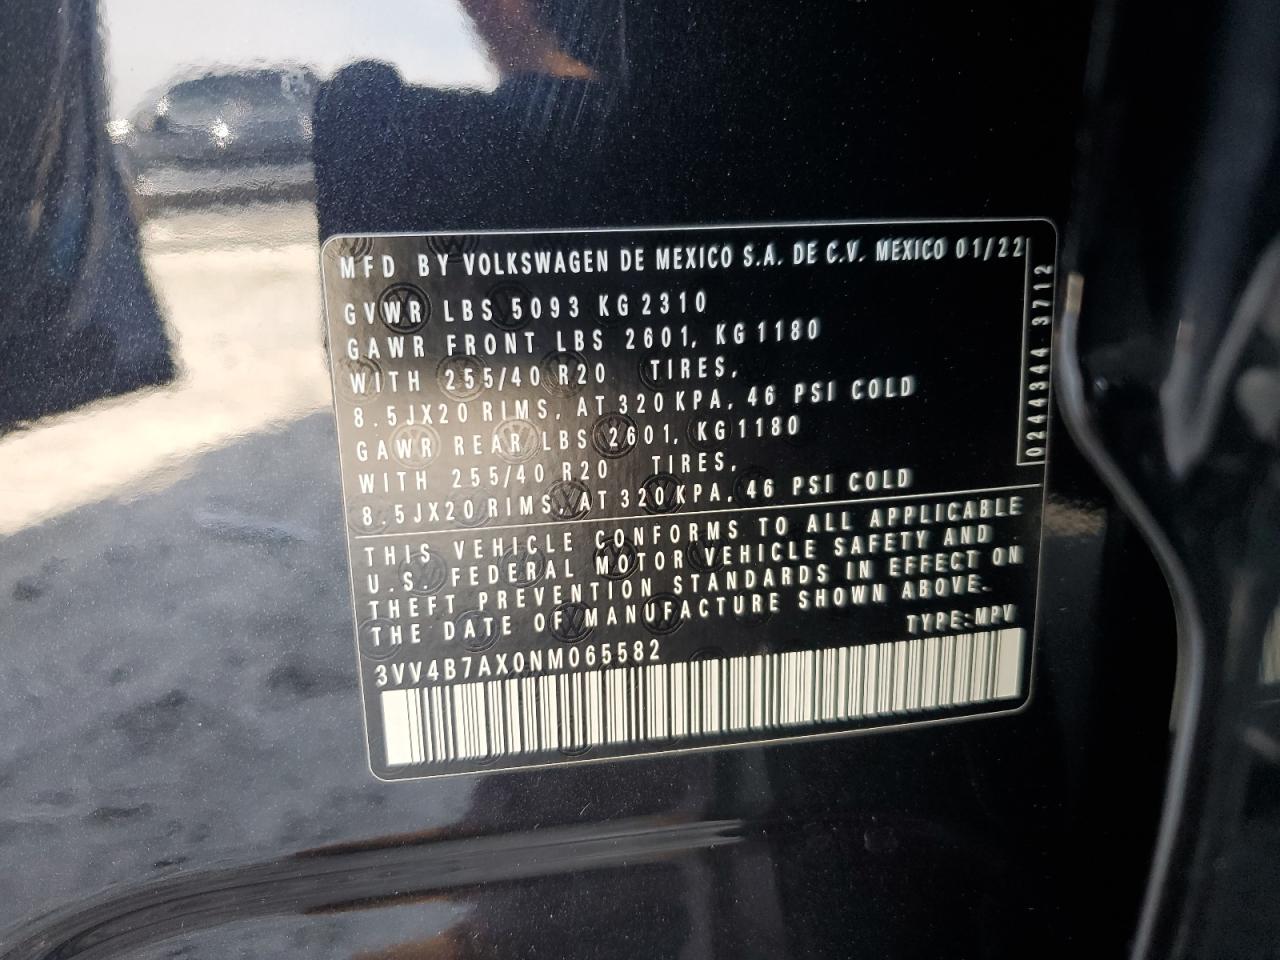 MFD BY VOLKSWAGEN DE MEXICO S.A. DE C.V. MEXICO 01/22
GVWR LBS 5093 KG 2310
GAWR FRONT LBS 2601, KG 1180
WITH 255/40 R20 TIRES,
8.5JX20 RIMS, AT 320 KPA, 46 PSI COLD
GAWR REAR LBS 2601, KG 1180
WITH 255/40 R20 TIRES,
8.5JX20 RIMS, AT 320 KPA, 46 PSI COLD
0244344 3712
THIS VEHICLE CONFORMS TO ALL APPLICABLE
U.S. FEDERAL MOTOR VEHICLE SAFETY AND
THEFT PREVENTION STANDARDS IN EFFECT ON
THE DATE OF MANUFACTURE SHOWN ABOVE.
TYPE:MPV
3VV4B7AX0NM065582